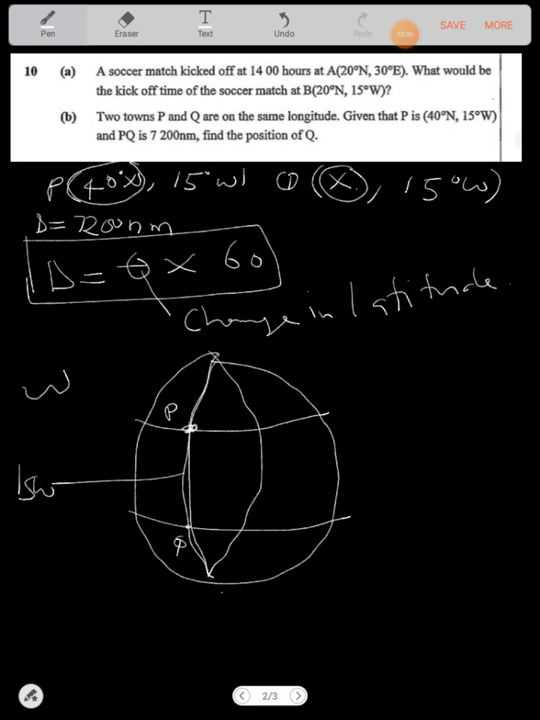 Pen Eraser Text Undo Redo SAVE MORE
10 (a) A soccer match kicked off at 14 00 hours at A(20°N, 30°E). What would be
the kick off time of the soccer match at B(20°N, 15°W)?
(b) Two towns P and Q are on the same longitude. Given that P is (40°N, 15°W)
and PQ is 7 200nm, find the position of Q.
P(40°N), 15°W) Q (X, 15°W)
D = 7200nm
D = θ × 60
Change in latitude.
W
P
15W
Q
2/3